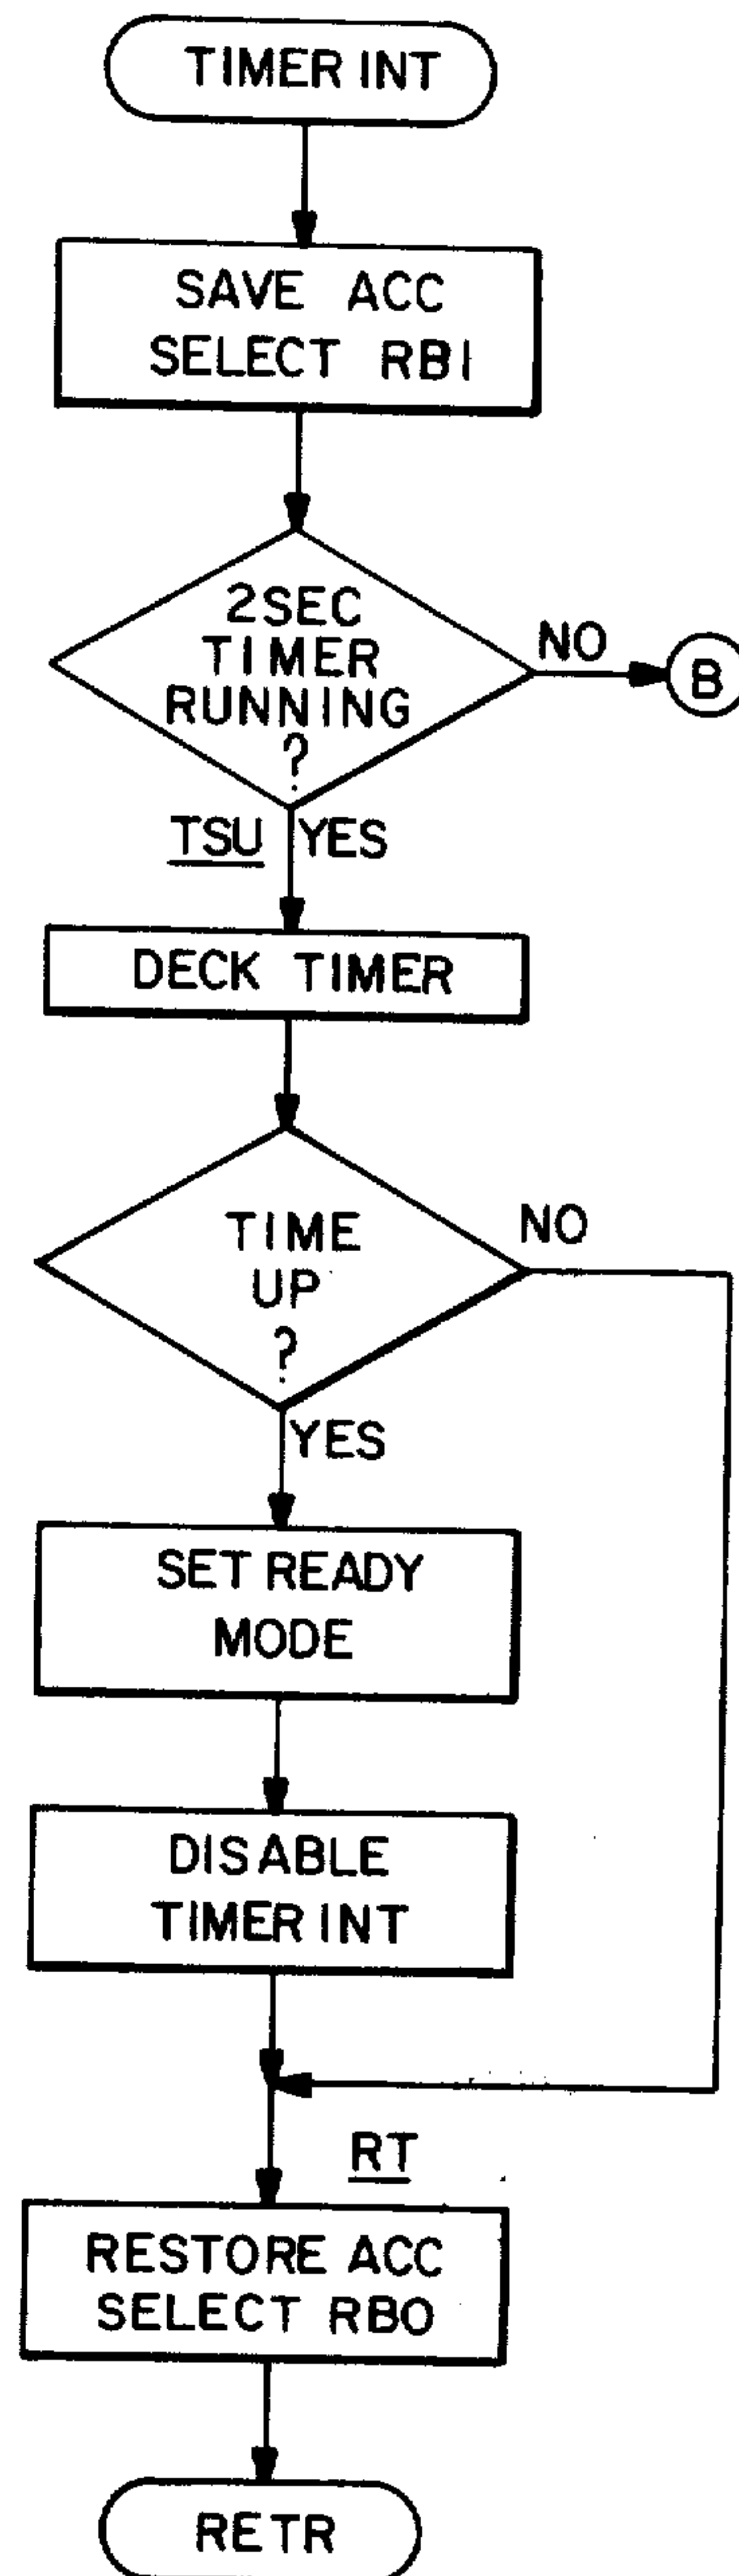 TIMER INT
SAVE ACC
SELECT RB1
2SEC
TIMER
RUNNING
?
NO
B
TSU
YES
DECK TIMER
TIME
UP
?
NO
YES
SET READY
MODE
DISABLE
TIMER INT
RT
RESTORE ACC
SELECT RB0
RETR